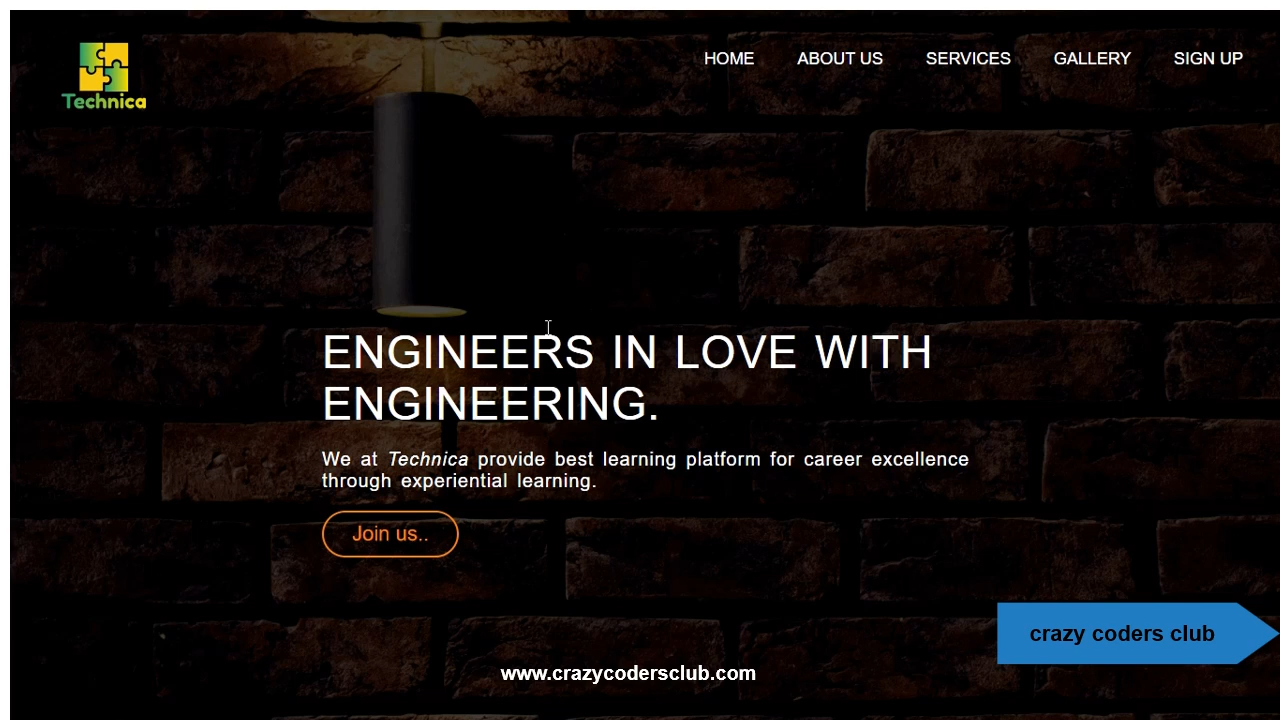 Technica
HOME ABOUT US SERVICES GALLERY SIGN UP
ENGINEERS IN LOVE WITH
ENGINEERING.
We at Technica provide best learning platform for career excellence
through experiential learning.
Join us..
crazy coders club
www.crazycodersclub.com